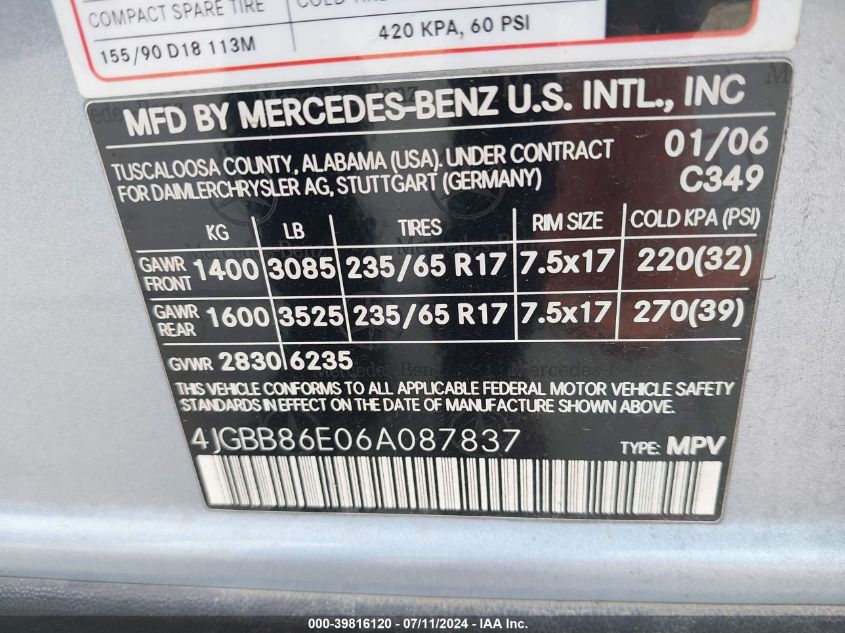 COMPACT SPARE TIRE
155/90 D18 113M
420 KPA, 60 PSI
MFD BY MERCEDES-BENZ U.S. INTL., INC
TUSCALOOSA COUNTY, ALABAMA (USA). UNDER CONTRACT 01/06
FOR DAIMLERCHRYSLER AG, STUTTGART (GERMANY) C349
KG LB TIRES RIM SIZE COLD KPA (PSI)
GAWR FRONT 1400 3085 235/65 R17 7.5x17 220(32)
GAWR REAR 1600 3525 235/65 R17 7.5x17 270(39)
GVWR 2830 6235
THIS VEHICLE CONFORMS TO ALL APPLICABLE FEDERAL MOTOR VEHICLE SAFETY
STANDARDS IN EFFECT ON THE DATE OF MANUFACTURE SHOWN ABOVE.
4JGBB86E06A087837 TYPE: MPV
000-39816120 - 07/11/2024 - IAA Inc.